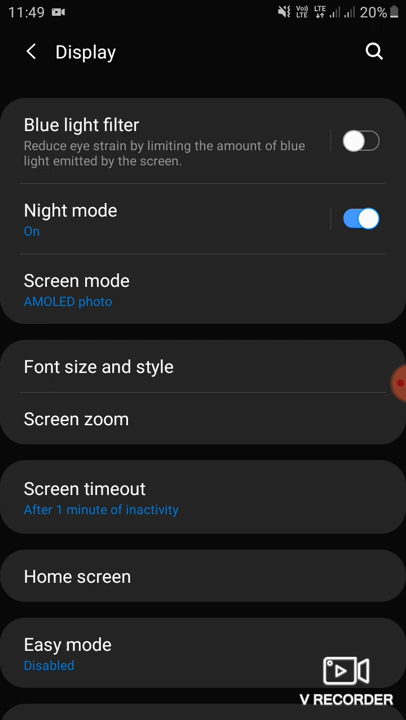 11:49
Vo)) LTE LTE 20%
Display
Blue light filter
Reduce eye strain by limiting the amount of blue
light emitted by the screen.
Night mode
On
Screen mode
AMOLED photo
Font size and style
Screen zoom
Screen timeout
After 1 minute of inactivity
Home screen
Easy mode
Disabled
V RECORDER